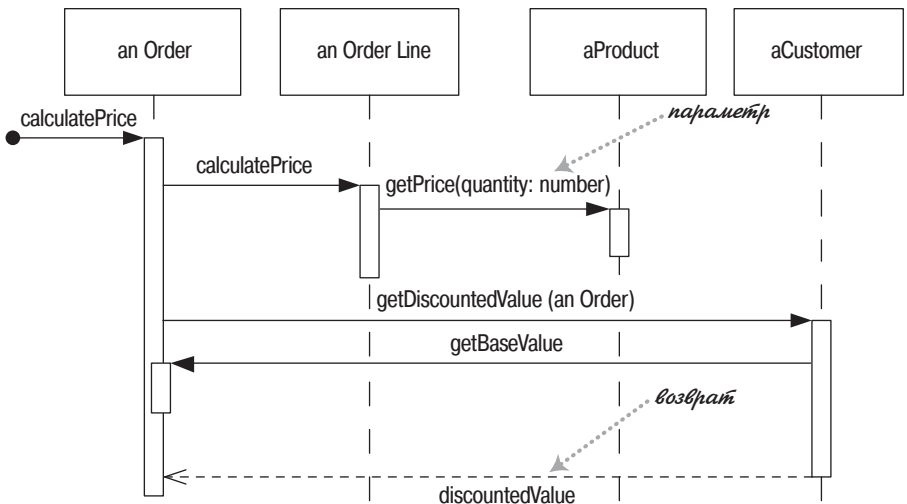 an Order
an Order Line
aProduct
aCustomer
параметр
calculatePrice
calculatePrice
getPrice(quantity: number)
getDiscountedValue (an Order)
getBaseValue
возврат
discountedValue